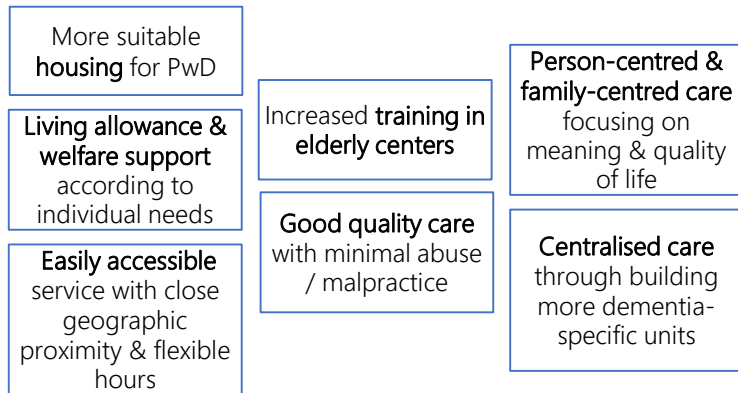 More suitable
housing for PwD
Living allowance &
welfare support
according to
individual needs
Easily accessible
service with close
geographic
proximity & flexible
hours
Increased training in
elderly centers
Good quality care
with minimal abuse
/ malpractice
Person-centred &
family-centred care
focusing on
meaning & quality
of life
Centralised care
through building
more dementia-
specific units